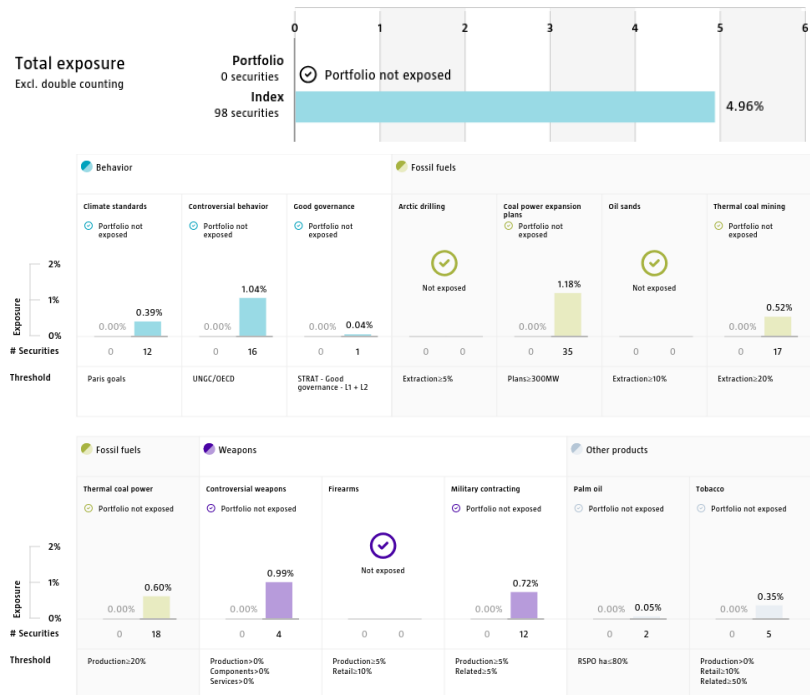 0 1 2 3 4 5 6
Total exposure
Excl. double counting
Portfolio
0 securities
Portfolio not exposed
Index
98 securities
4.96%
Behavior
Fossil fuels
Climate standards
Controversial behavior
Good governance
Arctic drilling
Coal power expansion
plans
Oil sands
Thermal coal mining
Portfolio not
exposed
Portfolio not
exposed
Portfolio not
exposed
Not exposed
Portfolio not
exposed
Not exposed
Portfolio not
exposed
Exposure
2%
1%
0%
0.00% 0.39%
0.00% 1.04%
0.00% 0.04%
0.00% 1.18%
0.00% 0.52%
# Securities 0 12 0 16 0 1 0 0 0 35 0 0 0 17
Threshold
Paris goals
UNGC/OECD
STRAT - Good
governance - L1 + L2
Extraction≥5%
Plans≥300MW
Extraction≥10%
Extraction≥20%
Fossil fuels
Weapons
Other products
Thermal coal power
Controversial weapons
Firearms
Military contracting
Palm oil
Tobacco
Portfolio not exposed
Portfolio not exposed
Not exposed
Portfolio not exposed
Portfolio not exposed
Portfolio not exposed
Exposure
2%
1%
0%
0.00% 0.60%
0.00% 0.99%
0.00% 0.72%
0.00% 0.05%
0.00% 0.35%
# Securities 0 18 0 4 0 0 0 12 0 2 0 5
Threshold
Production≥20%
Production>0%
Components>0%
Services>0%
Production≥5%
Retail≥10%
Production≥5%
Related≥5%
RSPO ha≤80%
Production>0%
Retail≥10%
Related≥50%